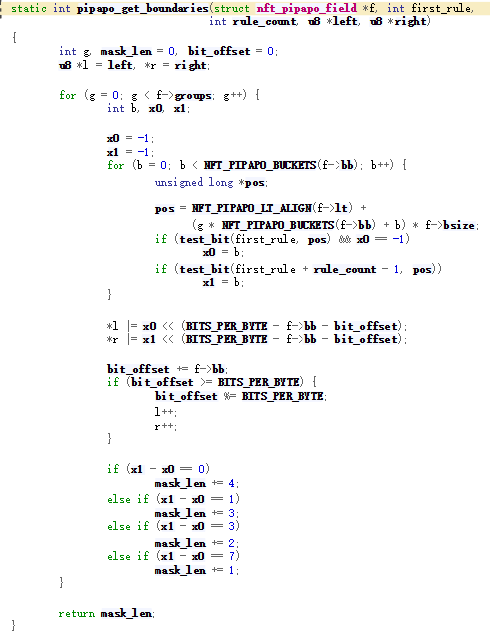 static int pipapo_get_boundaries(struct nft_pipapo_field *f, int first_rule,
int rule_count, u8 *left, u8 *right)
{
int g, mask_len = 0, bit_offset = 0;
u8 *l = left, *r = right;
for (g = 0; g < f->groups; g++) {
int b, x0, x1;
x0 = -1;
x1 = -1;
for (b = 0; b < NFT_PIPAPO_BUCKETS(f->bb); b++) {
unsigned long *pos;
pos = NFT_PIPAPO_LT_ALIGN(f->lt) +
(g * NFT_PIPAPO_BUCKETS(f->bb) + b) * f->bsize;
if (test_bit(first_rule, pos) && x0 == -1)
x0 = b;
if (test_bit(first_rule + rule_count - 1, pos))
x1 = b;
}
*l |= x0 << (BITS_PER_BYTE - f->bb - bit_offset);
*r |= x1 << (BITS_PER_BYTE - f->bb - bit_offset);
bit_offset += f->bb;
if (bit_offset >= BITS_PER_BYTE) {
bit_offset %= BITS_PER_BYTE;
l++;
r++;
}
if (x1 - x0 == 0)
mask_len += 4;
else if (x1 - x0 == 1)
mask_len += 3;
else if (x1 - x0 == 3)
mask_len += 2;
else if (x1 - x0 == 7)
mask_len += 1;
}
return mask_len;
}